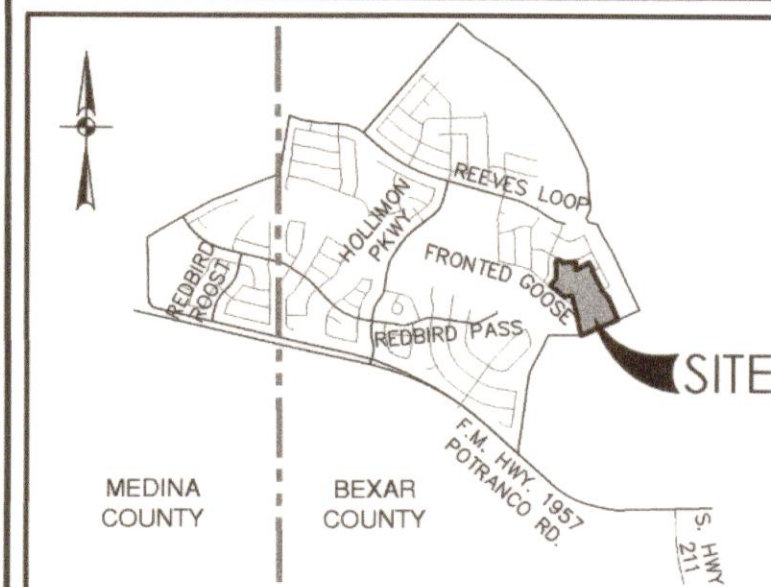 REEVES LOOP
HOLLIMON
PKWY
FRONTED GOOSE
REDBIRD
ROOST
REDBIRD PASS
SITE
F.M. HWY. 1957
POTRANCO RD.
MEDINA
COUNTY
BEXAR
COUNTY
S. HWY
211